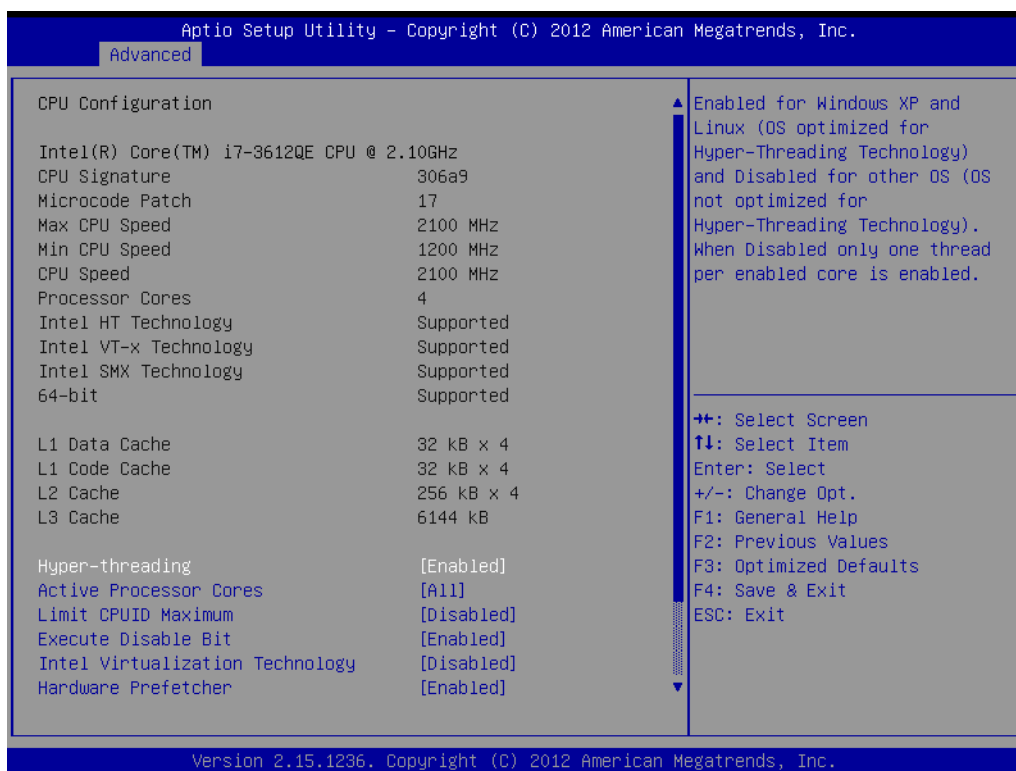 Aptio Setup Utility – Copyright (C) 2012 American Megatrends, Inc.
Advanced
CPU Configuration
Intel(R) Core(TM) i7-3612QE CPU @ 2.10GHz
CPU Signature 306a9
Microcode Patch 17
Max CPU Speed 2100 MHz
Min CPU Speed 1200 MHz
CPU Speed 2100 MHz
Processor Cores 4
Intel HT Technology Supported
Intel VT-x Technology Supported
Intel SMX Technology Supported
64-bit Supported
L1 Data Cache 32 kB x 4
L1 Code Cache 32 kB x 4
L2 Cache 256 kB x 4
L3 Cache 6144 kB
Hyper-threading [Enabled]
Active Processor Cores [All]
Limit CPUID Maximum [Disabled]
Execute Disable Bit [Enabled]
Intel Virtualization Technology [Disabled]
Hardware Prefetcher [Enabled]
Enabled for Windows XP and
Linux (OS optimized for
Hyper-Threading Technology)
and Disabled for other OS (OS
not optimized for
Hyper-Threading Technology).
When Disabled only one thread
per enabled core is enabled.
→←: Select Screen
↑↓: Select Item
Enter: Select
+/-: Change Opt.
F1: General Help
F2: Previous Values
F3: Optimized Defaults
F4: Save & Exit
ESC: Exit
Version 2.15.1236. Copyright (C) 2012 American Megatrends, Inc.